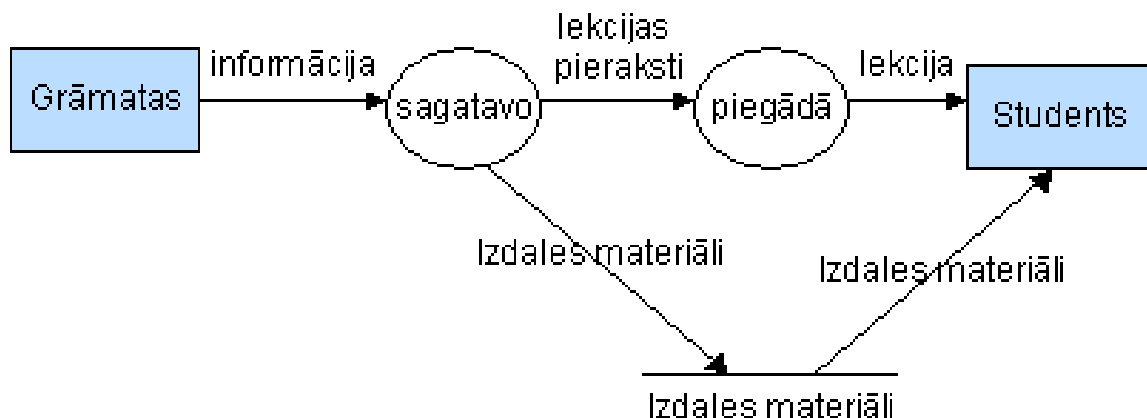 informācija
lekcijas
pieraksti
lekcija
Grāmatas
sagatavo
piegādā
Students
Izdales materiāli
Izdales materiāli
Izdales materiāli